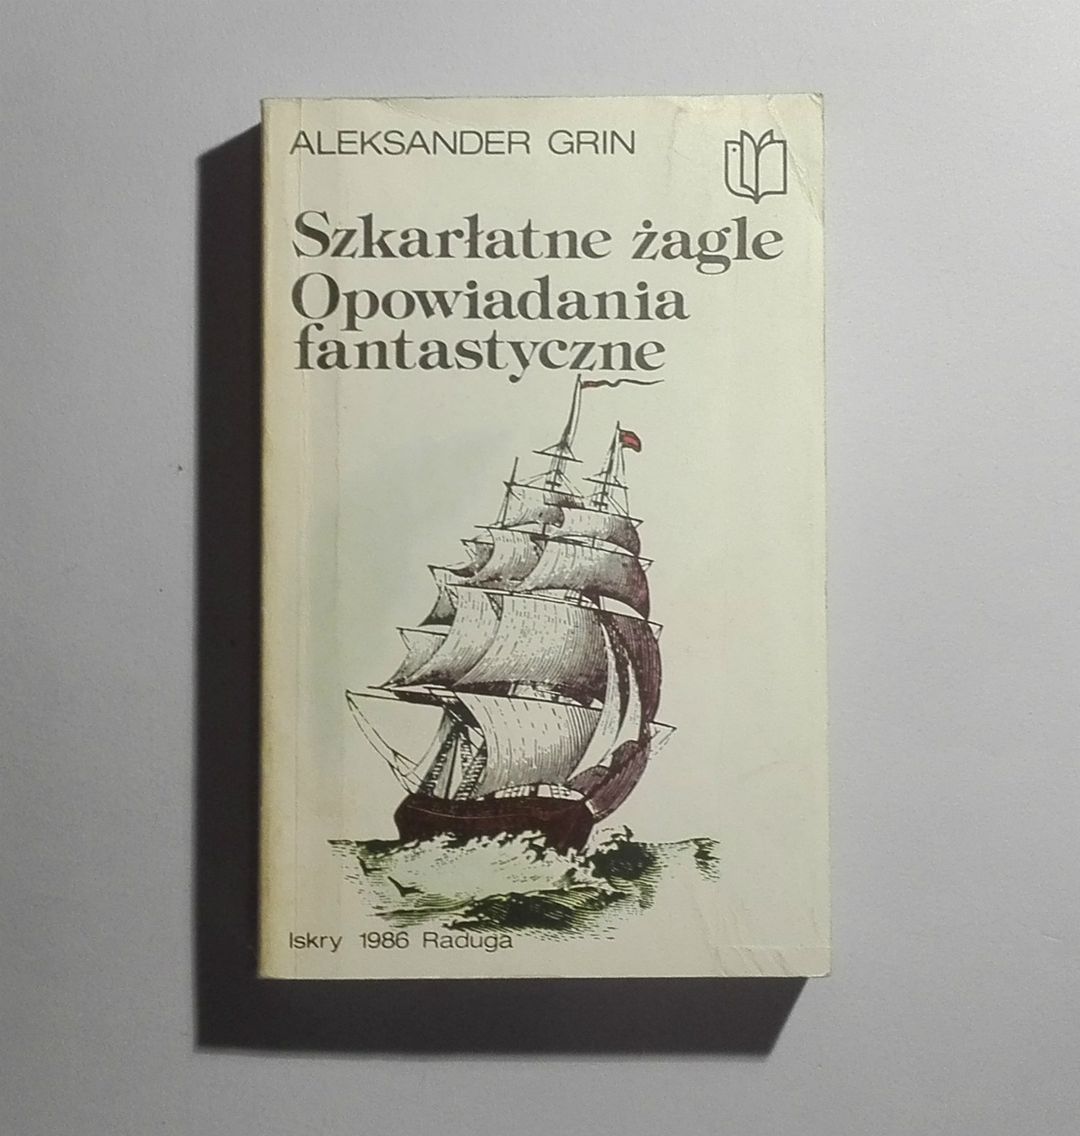 ALEKSANDER GRIN
Szkarłatne żagle
Opowiadania
fantastyczne
Iskry 1986 Raduga